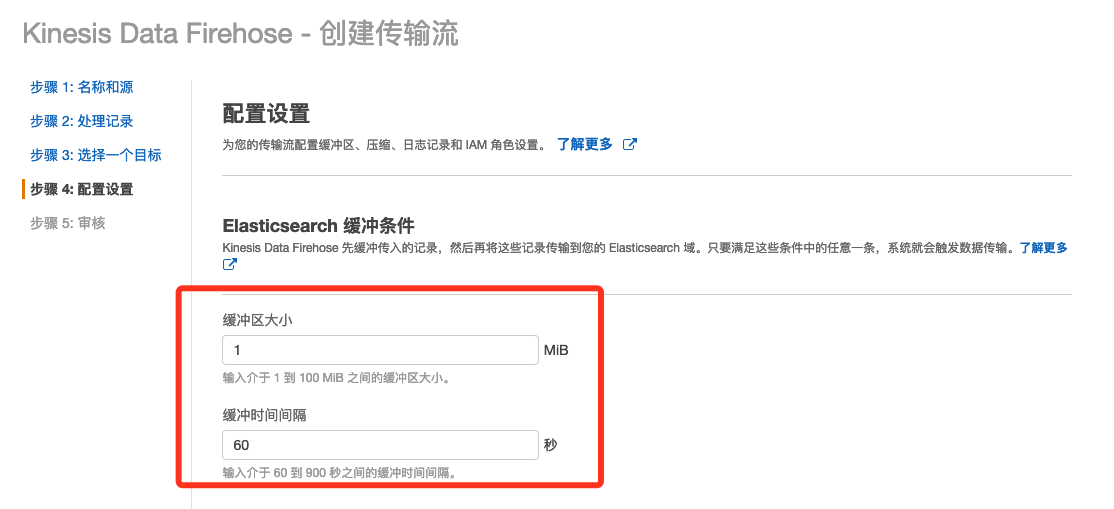 Kinesis Data Firehose - 创建传输流
步骤 1: 名称和源
步骤 2: 处理记录
步骤 3: 选择一个目标
步骤 4: 配置设置
步骤 5: 审核
配置设置
为您的传输流配置缓冲区、压缩、日志记录和 IAM 角色设置。 了解更多
Elasticsearch 缓冲条件
Kinesis Data Firehose 先缓冲传入的记录，然后再将这些记录传输到您的 Elasticsearch 域。只要满足这些条件中的任意一条，系统就会触发数据传输。了解更多
缓冲区大小
1 MiB
输入介于 1 到 100 MiB 之间的缓冲区大小。
缓冲时间间隔
60 秒
输入介于 60 到 900 秒之间的缓冲时间间隔。